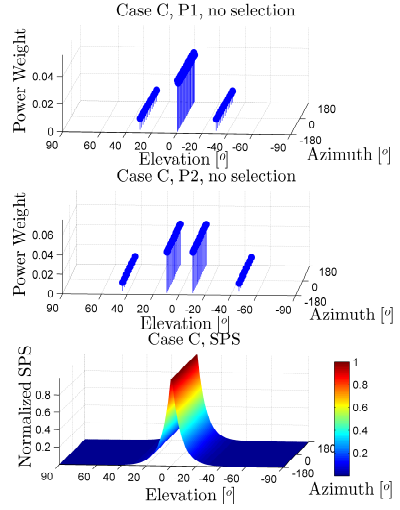 Case C, P1, no selection
Power Weight
0.04
0.02
0
90 60 40 20 0 -20 -40 -60 -90
180
0
-180
Elevation [°]
Azimuth [°]
Case C, P2, no selection
Power Weight
0.06
0.04
0.02
0
90 60 40 20 0 -20 -40 -60 -90
180
0
-180
Elevation [°]
Azimuth [°]
Case C, SPS
Normalized SPS
0.8
0.6
0.4
0.2
90 60 40 20 0 -20 -40 -60 -90
180
0
-180
Elevation [°]
Azimuth [°]
1
0.8
0.6
0.4
0.2